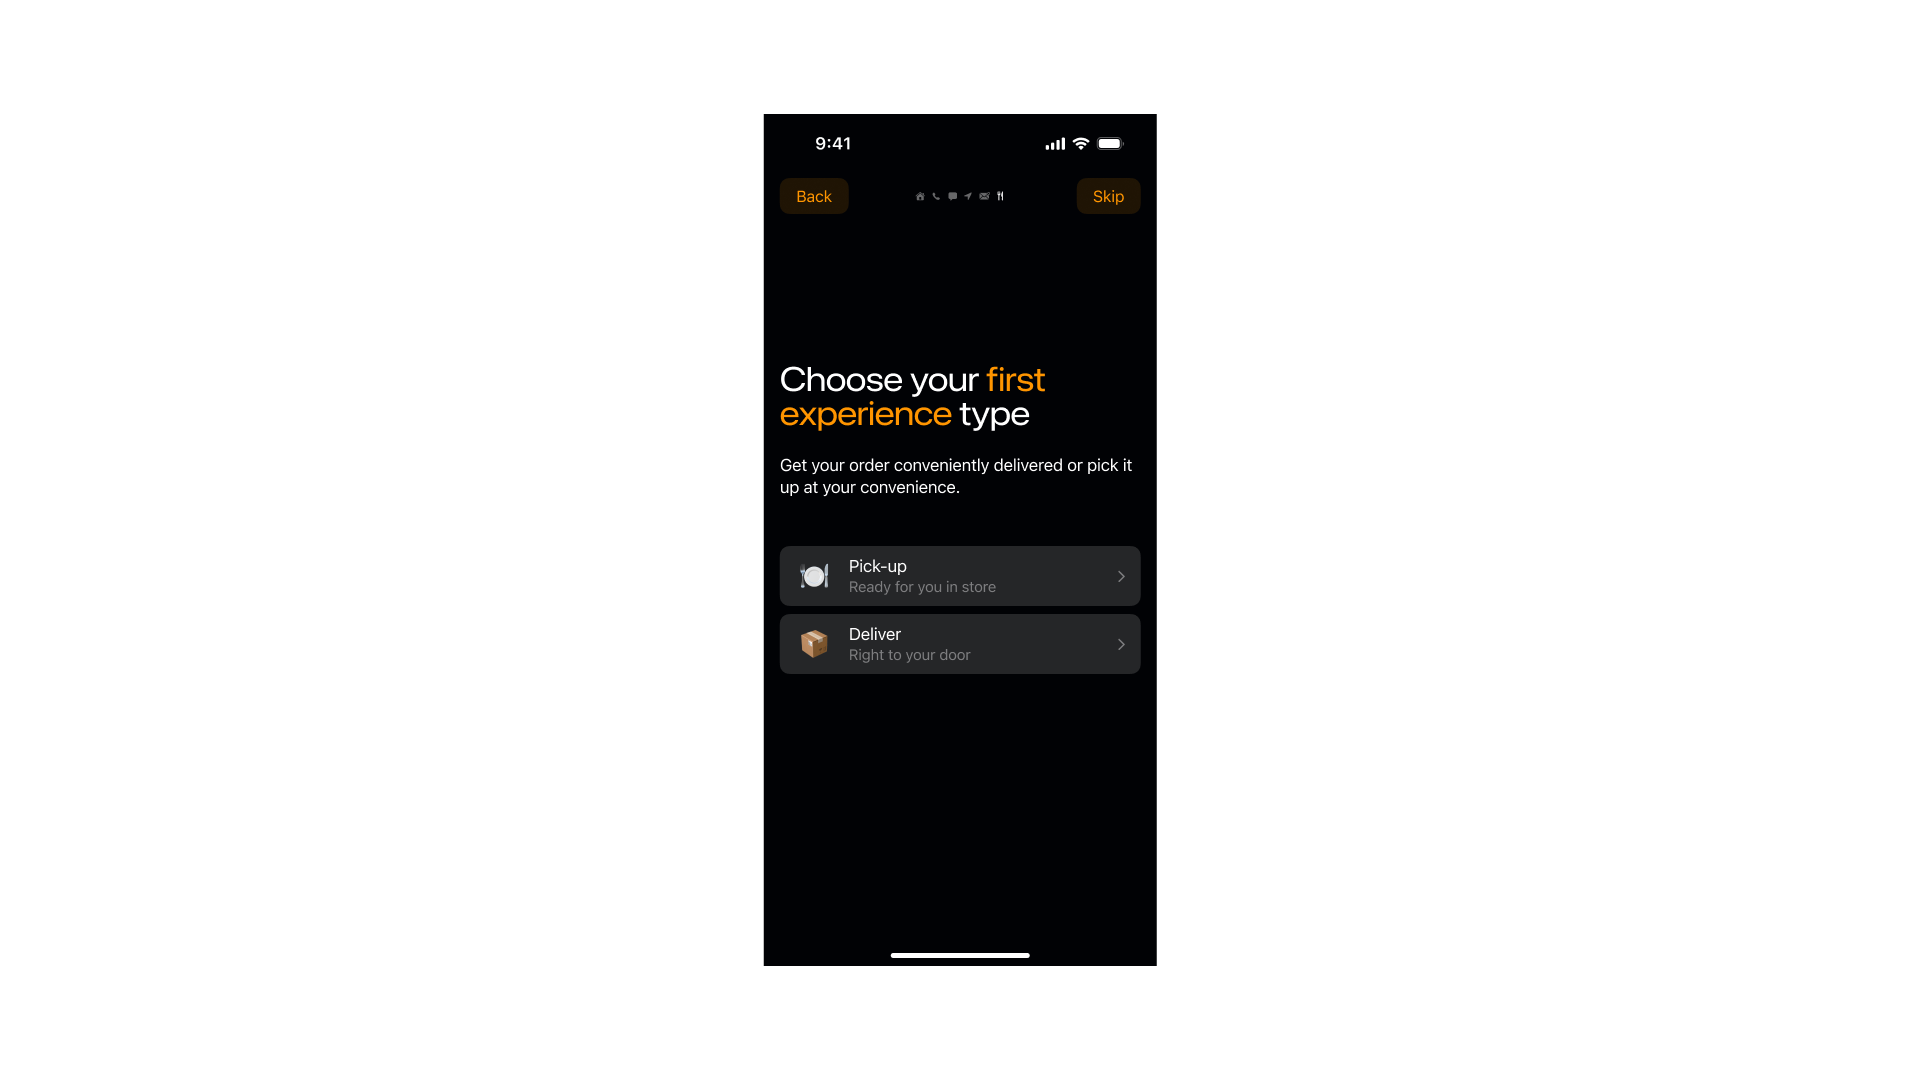 9:41
Back
Skip
Choose your first
experience type
Get your order conveniently delivered or pick it
up at your convenience.
Pick-up
Ready for you in store
Deliver
Right to your door